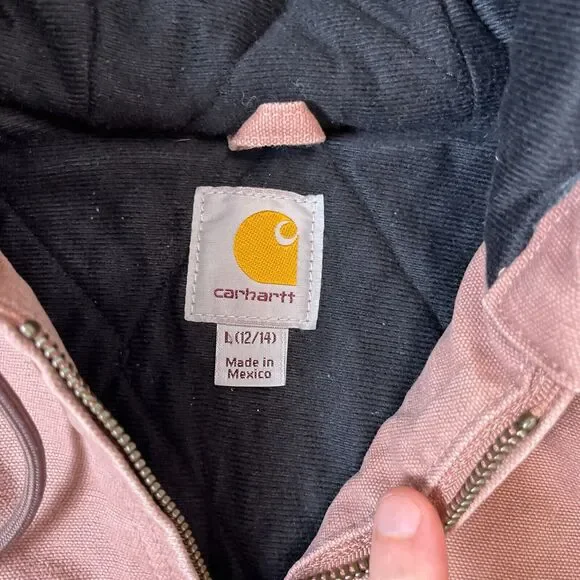 carhartt
L(12/14)
Made in
Mexico